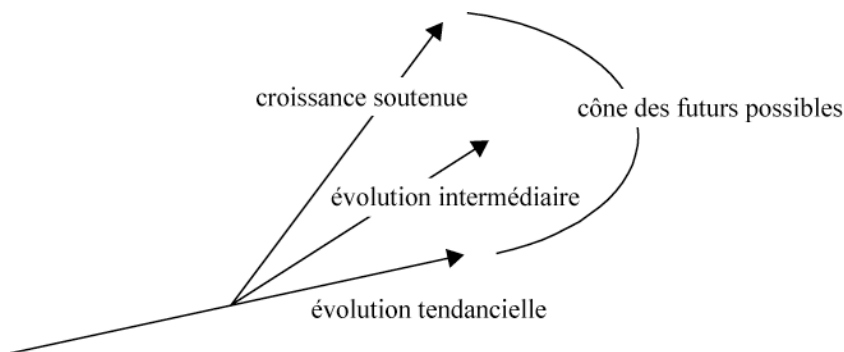 croissance soutenue
cône des futurs possibles
évolution intermédiaire
évolution tendancielle